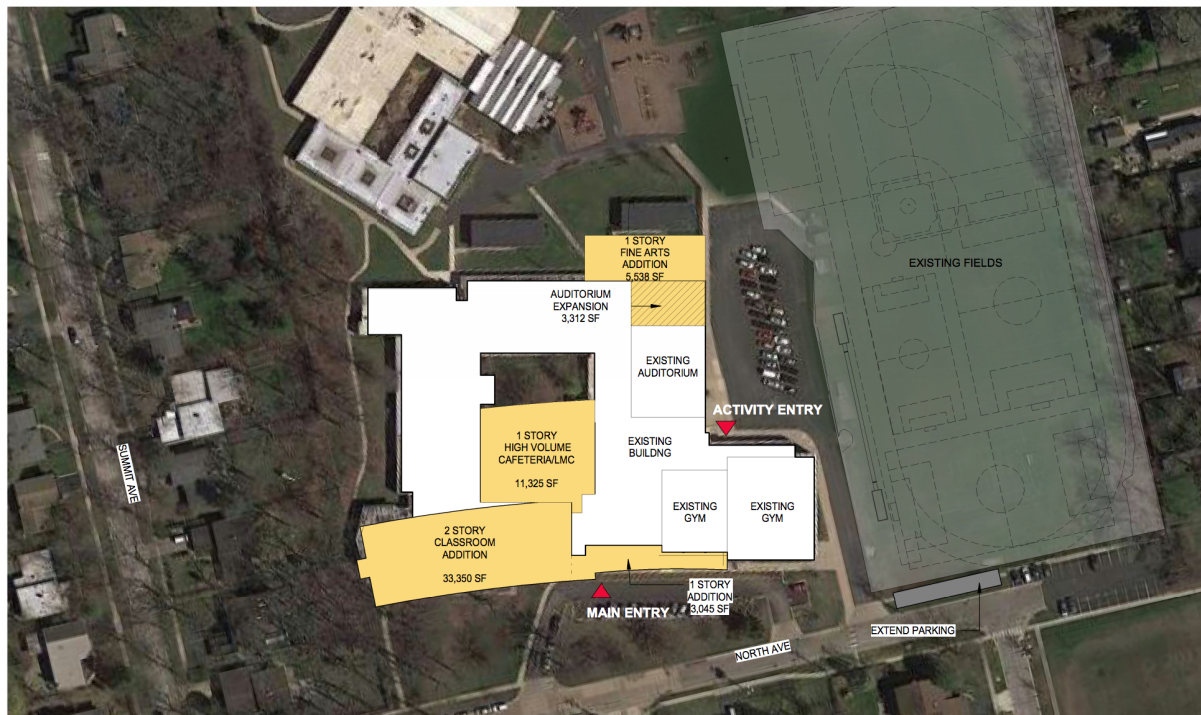 1 STORY
FINE ARTS
ADDITION
5,538 SF
AUDITORIUM
EXPANSION
3,312 SF
EXISTING FIELDS
EXISTING
AUDITORIUM
ACTIVITY ENTRY
1 STORY
HIGH VOLUME
CAFETERIA/LMC
11,325 SF
EXISTING
BUILDNG
SUMMIT AVE
EXISTING
GYM
EXISTING
GYM
2 STORY
CLASSROOM
ADDITION
33,350 SF
1 STORY
ADDITION
3,045 SF
MAIN ENTRY
EXTEND PARKING
NORTH AVE